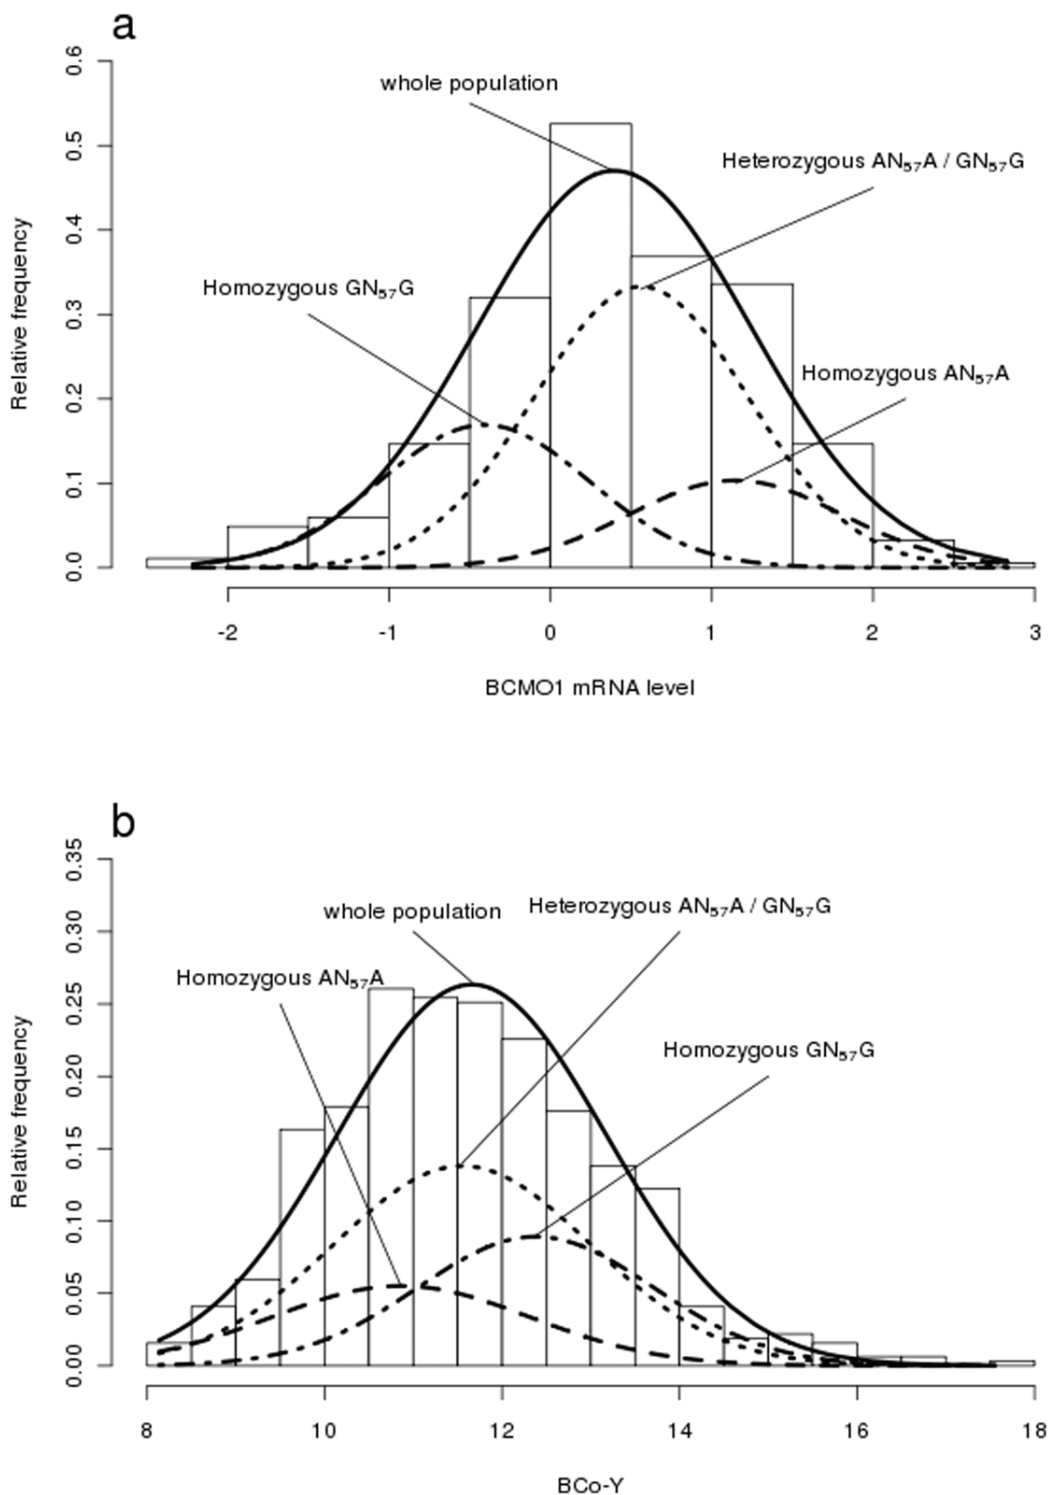 a
0.6
0.5
0.4
0.3
0.2
0.1
0.0
Relative frequency
whole population
Heterozygous AN₅₇A / GN₅₇G
Homozygous GN₅₇G
Homozygous AN₅₇A
-2 -1 0 1 2 3
BCMO1 mRNA level
b
0.35
0.30
0.25
0.20
0.15
0.10
0.05
0.00
Relative frequency
whole population
Heterozygous AN₅₇A / GN₅₇G
Homozygous AN₅₇A
Homozygous GN₅₇G
8 10 12 14 16 18
BCo-Y